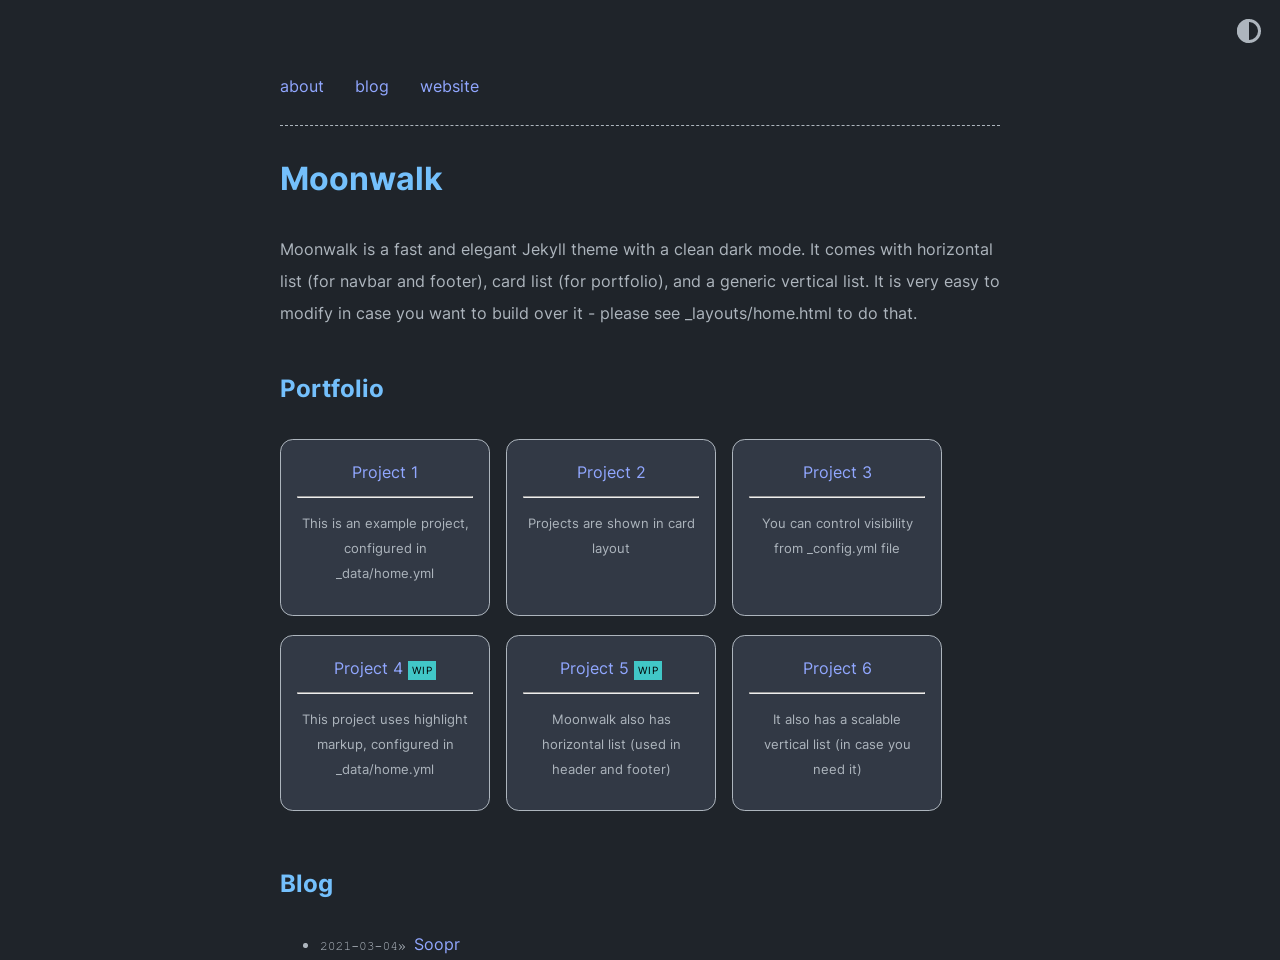 about blog website
Moonwalk
Moonwalk is a fast and elegant Jekyll theme with a clean dark mode. It comes with horizontal
list (for navbar and footer), card list (for portfolio), and a generic vertical list. It is very easy to
modify in case you want to build over it - please see _layouts/home.html to do that.
Portfolio
Project 1
This is an example project,
configured in
_data/home.yml
Project 2
Projects are shown in card
layout
Project 3
You can control visibility
from _config.yml file
Project 4 WIP
This project uses highlight
markup, configured in
_data/home.yml
Project 5 WIP
Moonwalk also has
horizontal list (used in
header and footer)
Project 6
It also has a scalable
vertical list (in case you
need it)
Blog
2021-03-04» Soopr